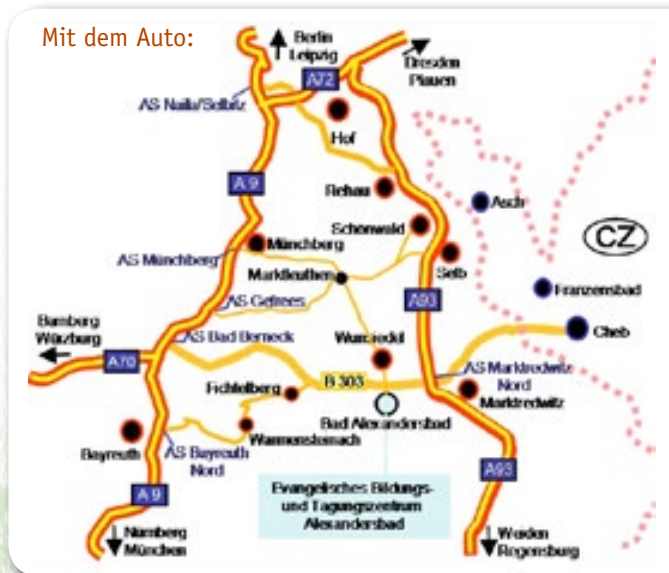 Mit dem Auto:
Berlin
Leipzig
Dresden
Plauen
A72
AS Naila/Selbitz
Hof
A 9
Rehau
Asch
Schönwald
CZ
Münchberg
AS Münchberg
Selb
Marktleuthen
A93
Franzensbad
AS Gefrees
Bamberg
Würzburg
AS Bad Berneck
Wunsiedel
Cheb
A70
AS Marktredwitz
Nord
B 303
Fichtelberg
Marktredwitz
Bad Alexandersbad
Warmensteinach
Bayreuth
AS Bayreuth
Nord
A93
Evangelisches Bildungs-
und Tagungszentrum
Alexandersbad
A 9
Nürnberg
München
Weiden
Regensburg